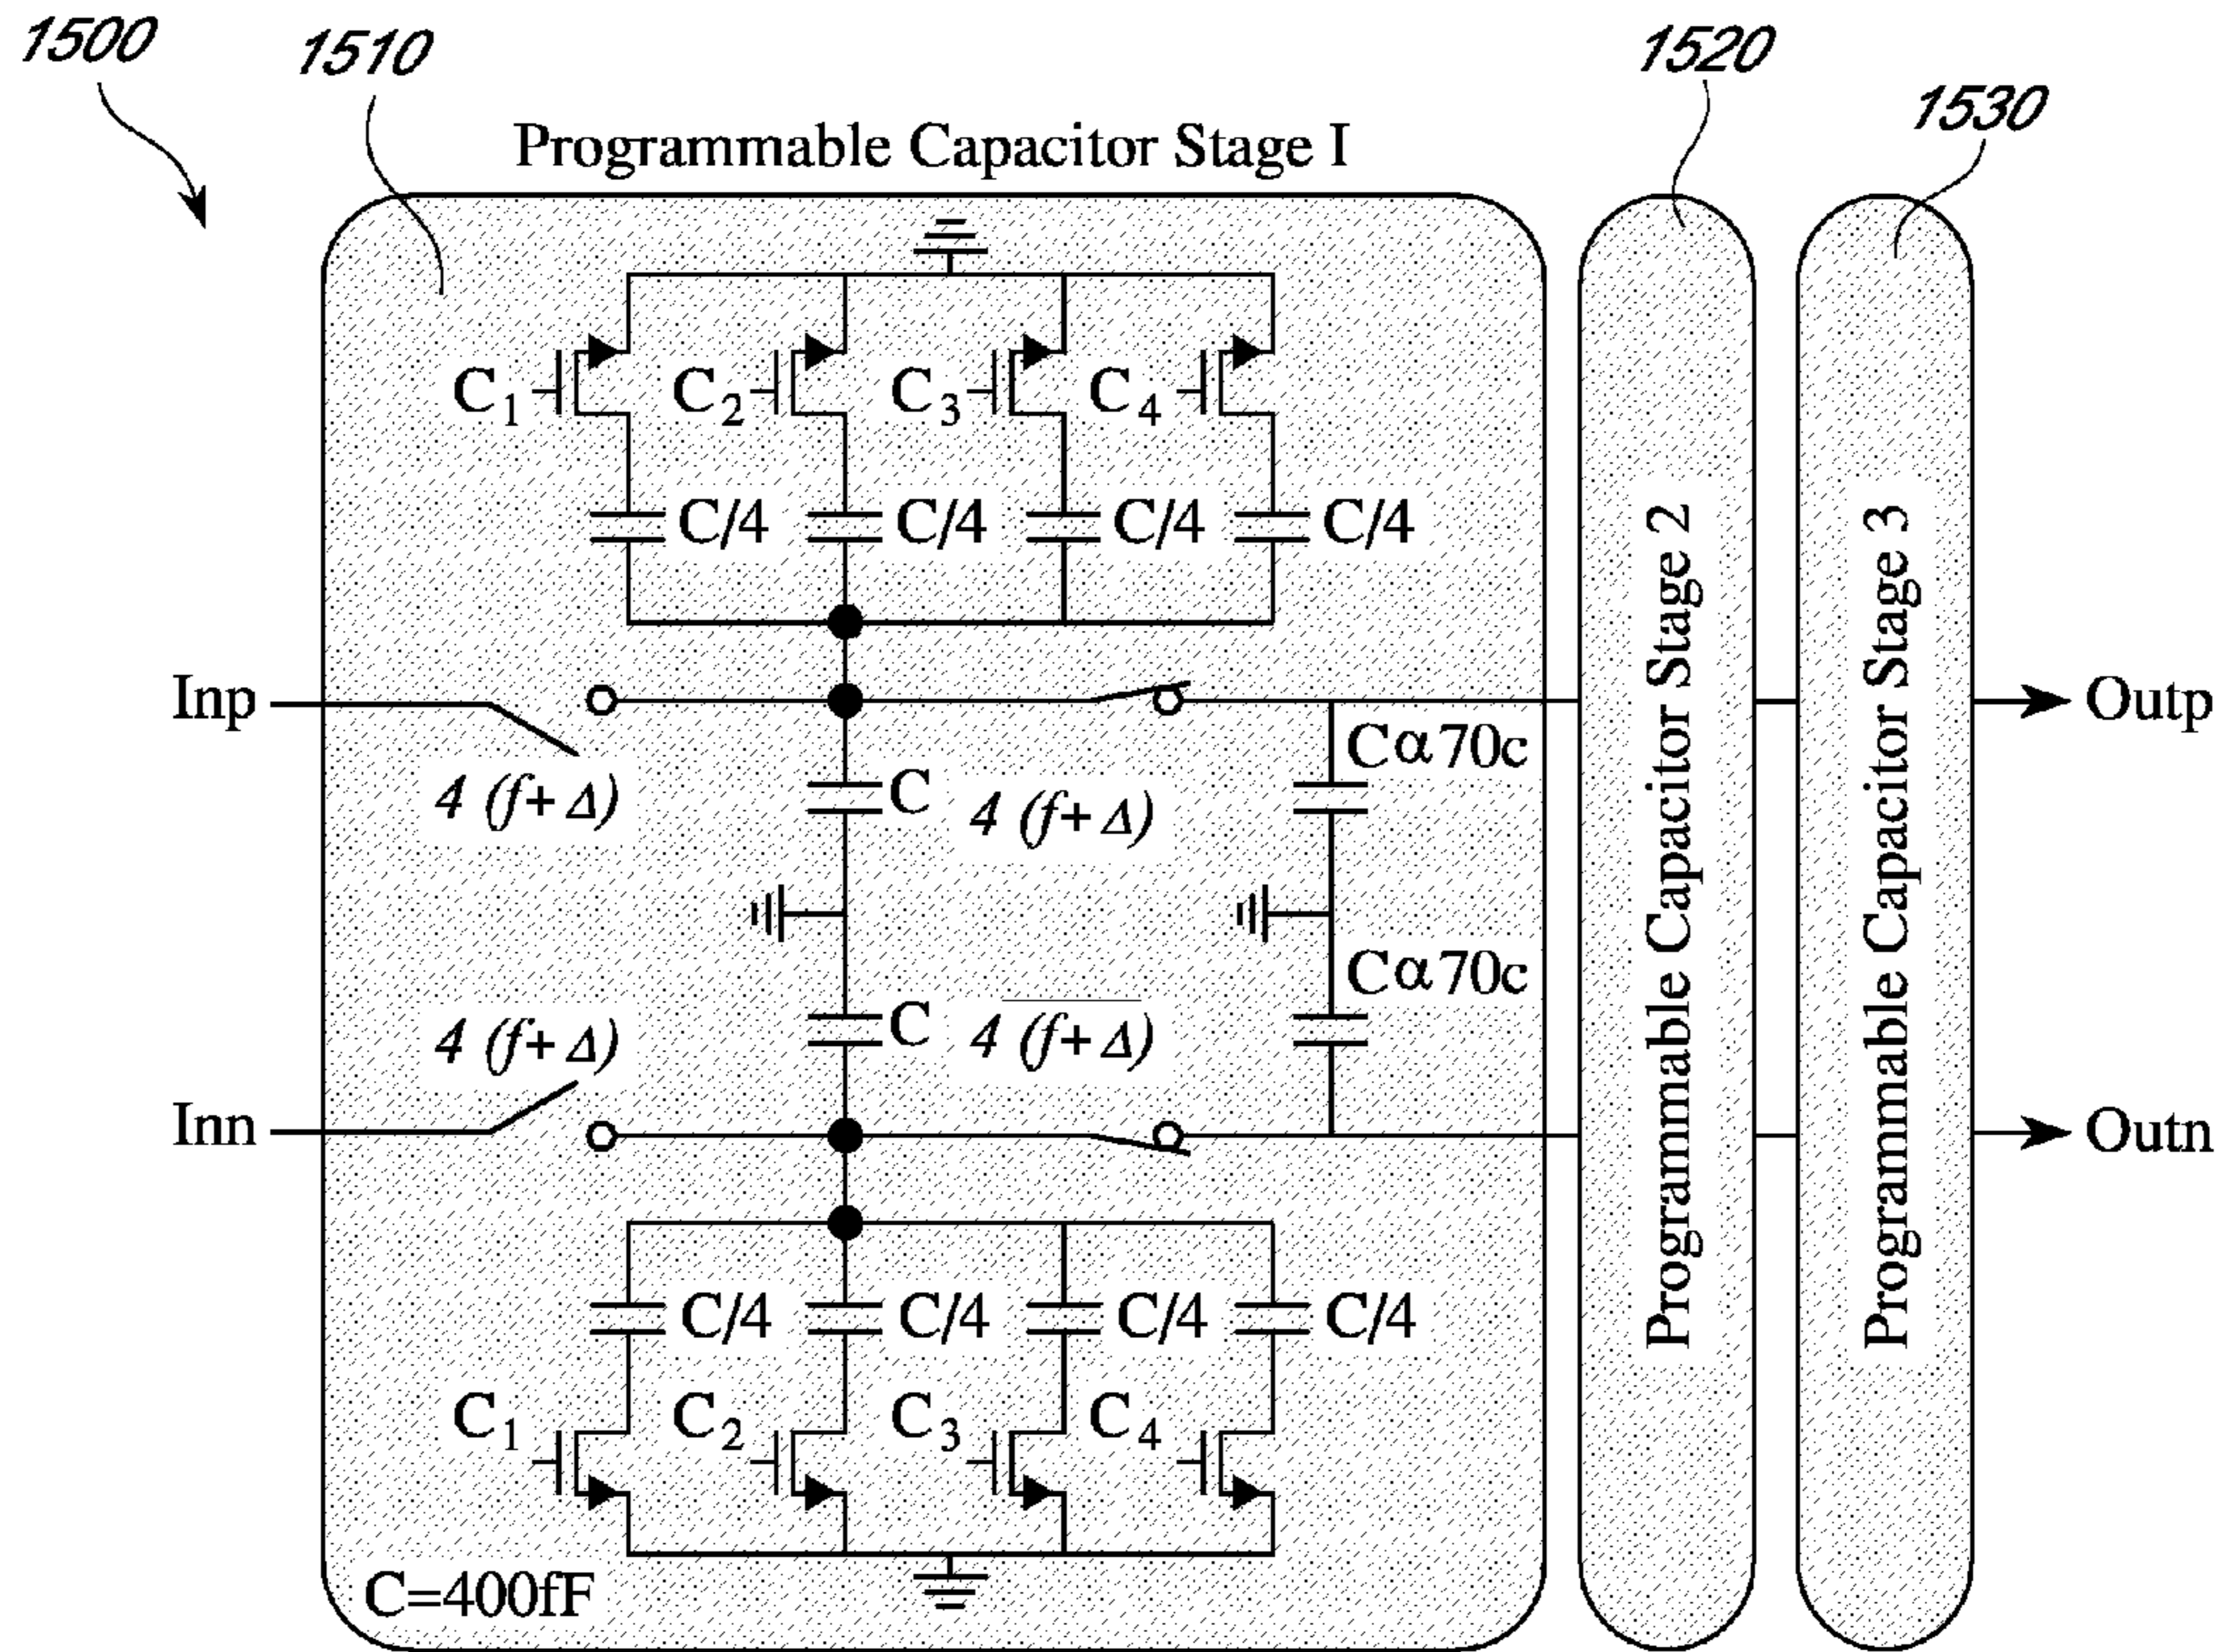 1500
1510
1520
1530
Programmable Capacitor Stage I
C1
C2
C3
C4
C/4
C/4
C/4
C/4
Inp
4 (f+Δ)
C
4 (f+Δ)
Cα70c
Outp
Programmable Capacitor Stage 2
Programmable Capacitor Stage 3
Inn
4 (f+Δ)
C
4 (f+Δ)
Cα70c
Outn
C/4
C/4
C/4
C/4
C1
C2
C3
C4
C=400fF